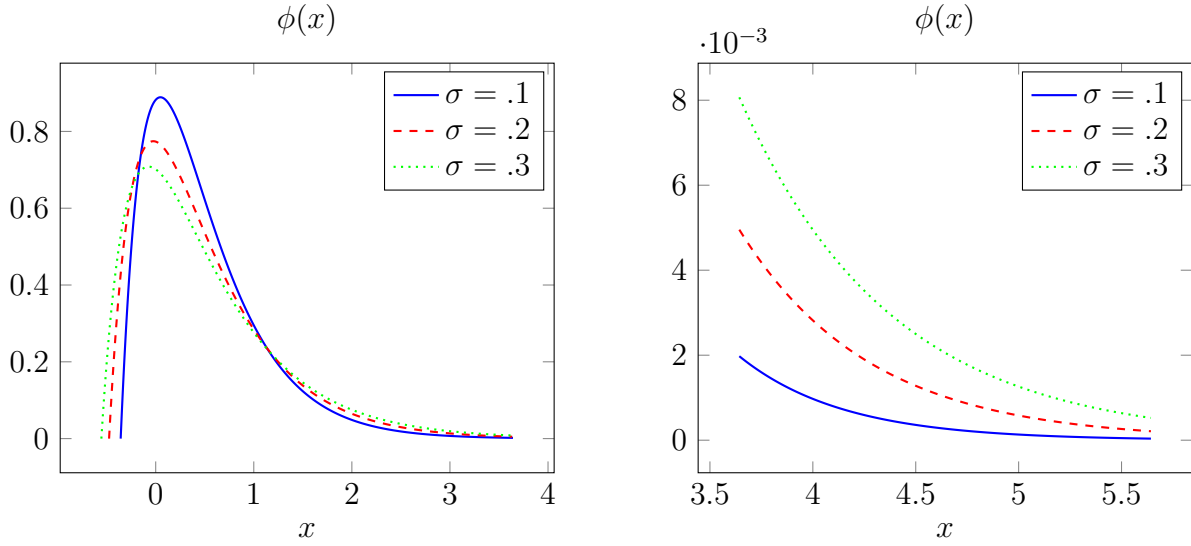 ϕ(x)
σ = .1
σ = .2
σ = .3
0.8
0.6
0.4
0.2
0
0 1 2 3 4
x
ϕ(x)
·10⁻³
σ = .1
σ = .2
σ = .3
8
6
4
2
0
3.5 4 4.5 5 5.5
x